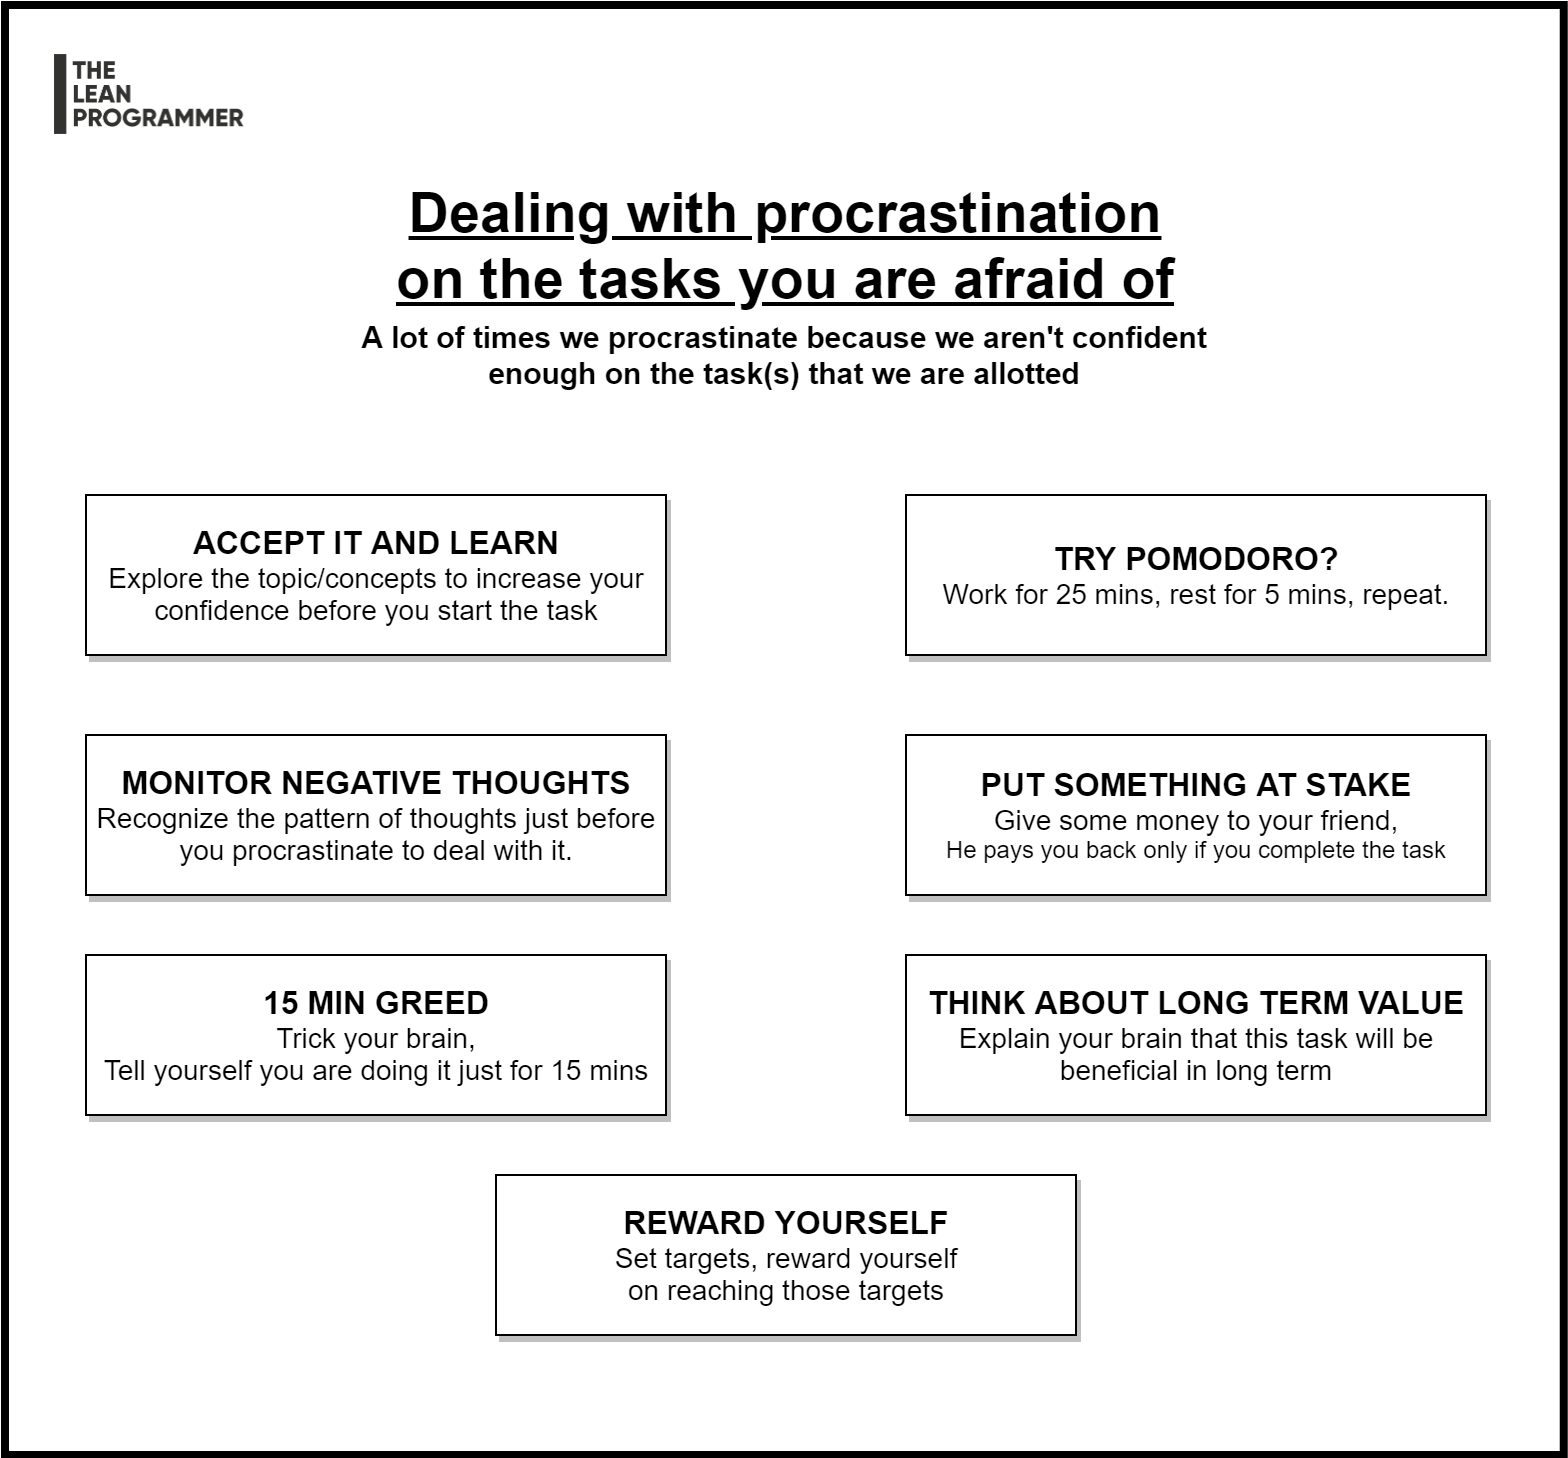 THE
LEAN
PROGRAMMER
Dealing with procrastination
on the tasks you are afraid of
A lot of times we procrastinate because we aren't confident
enough on the task(s) that we are allotted
ACCEPT IT AND LEARN
Explore the topic/concepts to increase your
confidence before you start the task
TRY POMODORO?
Work for 25 mins, rest for 5 mins, repeat.
MONITOR NEGATIVE THOUGHTS
Recognize the pattern of thoughts just before
you procrastinate to deal with it.
PUT SOMETHING AT STAKE
Give some money to your friend,
He pays you back only if you complete the task
15 MIN GREED
Trick your brain,
Tell yourself you are doing it just for 15 mins
THINK ABOUT LONG TERM VALUE
Explain your brain that this task will be
beneficial in long term
REWARD YOURSELF
Set targets, reward yourself
on reaching those targets